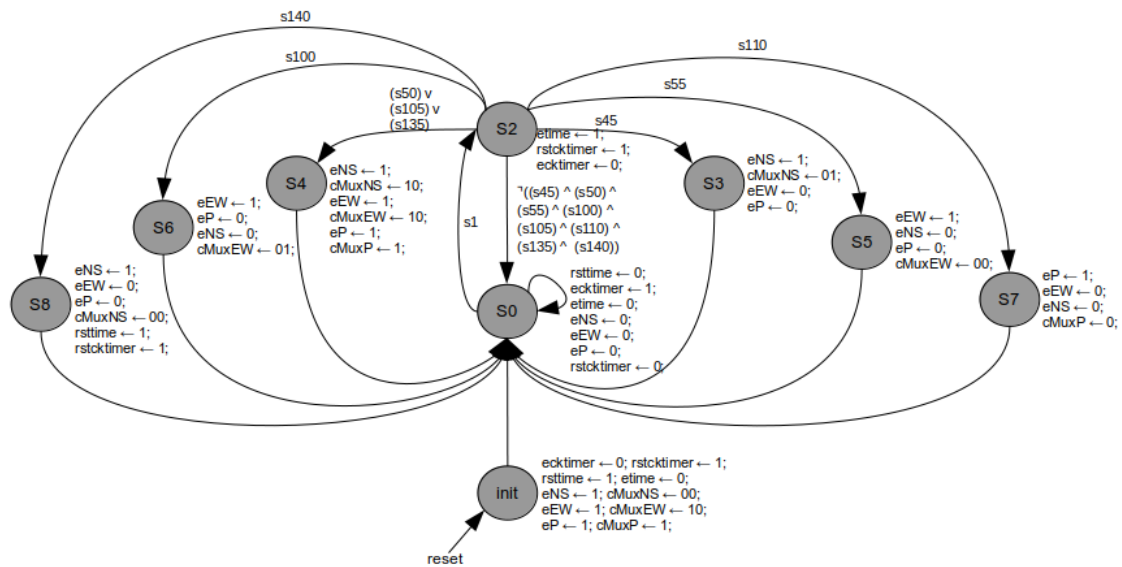 s140
s100
s110
s55
(s50) v
(s105) v
(s135)
S2
s45
etime ← 1;
rstcktimer ← 1;
ecktimer ← 0;
S4
eNS ← 1;
cMuxNS ← 10;
eEW ← 1;
cMuxEW ← 10;
eP ← 1;
cMuxP ← 1;
S3
eNS ← 1;
cMuxNS ← 01;
eEW ← 0;
eP ← 0;
S6
eEW ← 1;
eP ← 0;
eNS ← 0;
cMuxEW ← 01;
s1
⌝((s45) ^ (s50) ^
(s55) ^ (s100) ^
(s105) ^ (s110) ^
(s135) ^ (s140))
S5
eEW ← 1;
eNS ← 0;
eP ← 0;
cMuxEW ← 00;
S8
eNS ← 1;
eEW ← 0;
eP ← 0;
cMuxNS ← 00;
rsttime ← 1;
rstcktimer ← 1;
S0
rsttime ← 0;
ecktimer ← 1;
etime ← 0;
eNS ← 0;
eEW ← 0;
eP ← 0;
rstcktimer ← 0;
S7
eP ← 1;
eEW ← 0;
eNS ← 0;
cMuxP ← 0;
init
ecktimer ← 0; rstcktimer ← 1;
rsttime ← 1; etime ← 0;
eNS ← 1; cMuxNS ← 00;
eEW ← 1; cMuxEW ← 10;
eP ← 1; cMuxP ← 1;
reset